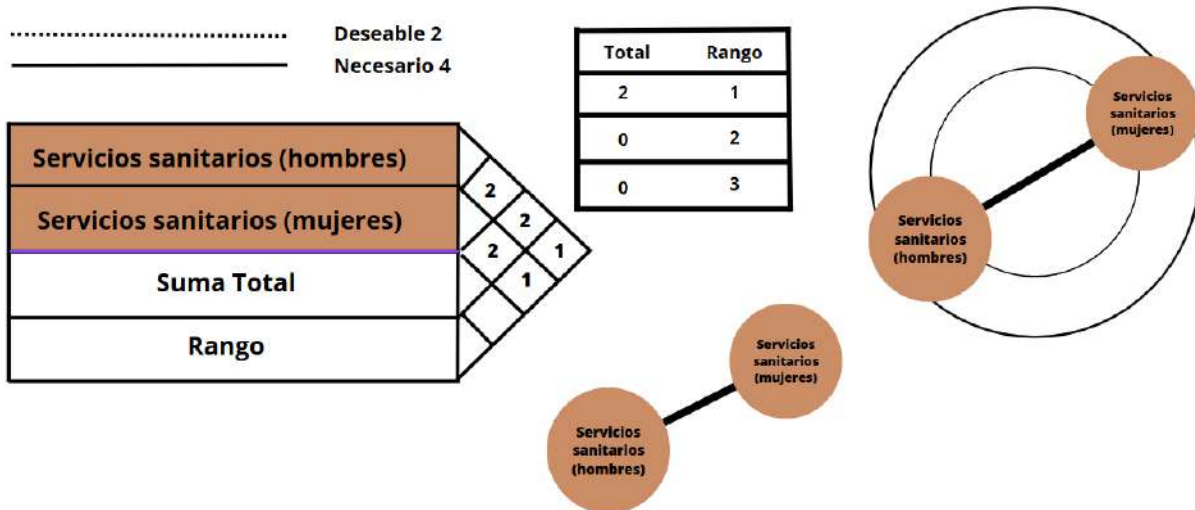 Deseable 2
Necesario 4
Servicios sanitarios (hombres)
Servicios sanitarios (mujeres)
Suma Total
Rango
2
2
2
1
1
Total Rango
2 1
0 2
0 3
Servicios
sanitarios
(mujeres)
Servicios
sanitarios
(hombres)
Servicios
sanitarios
(mujeres)
Servicios
sanitarios
(hombres)